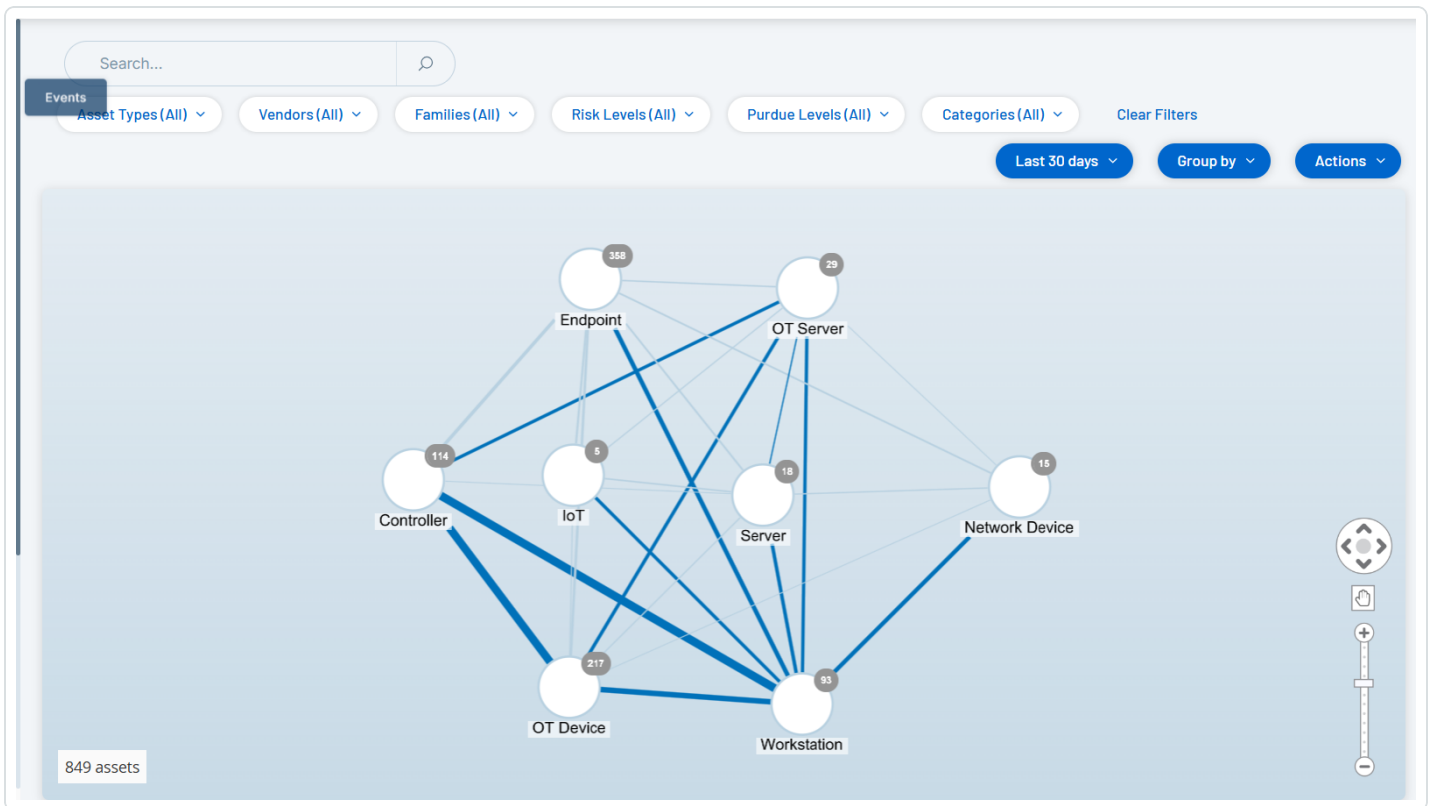 Search...
Events
Asset Types (All)
Vendors (All)
Families (All)
Risk Levels (All)
Purdue Levels (All)
Categories (All)
Clear Filters
Last 30 days
Group by
Actions
358
Endpoint
29
OT Server
114
Controller
5
IoT
18
Server
15
Network Device
217
OT Device
93
Workstation
849 assets